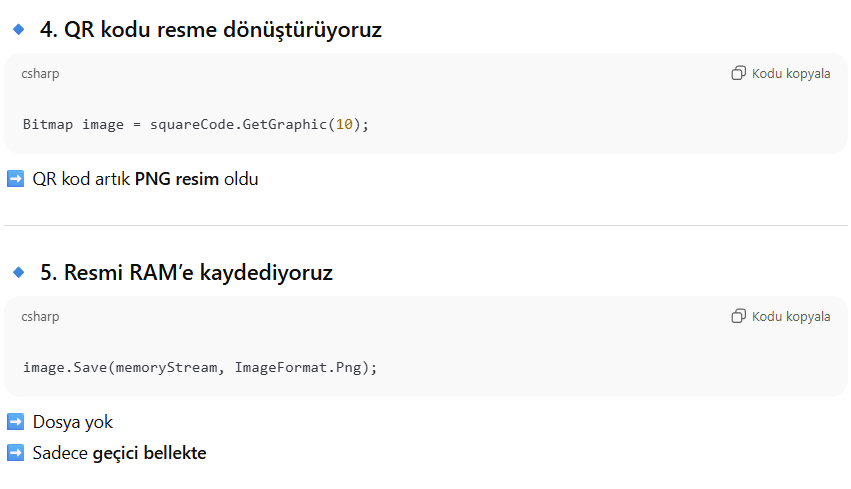 4. QR kodu resme dönüştürüyoruz
csharp
Kodu kopyala
Bitmap image = squareCode.GetGraphic(10);
QR kod artık PNG resim oldu
5. Resmi RAM’e kaydediyoruz
csharp
Kodu kopyala
image.Save(memoryStream, ImageFormat.Png);
Dosya yok
Sadece geçici bellekte